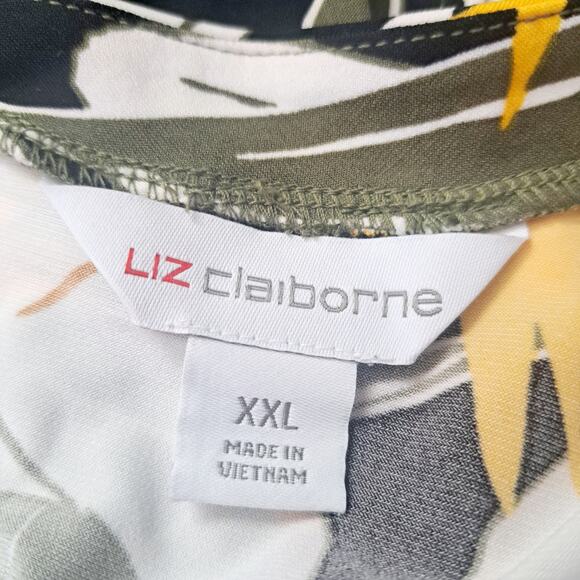 LIZ claiborne
XXL
MADE IN
VIETNAM